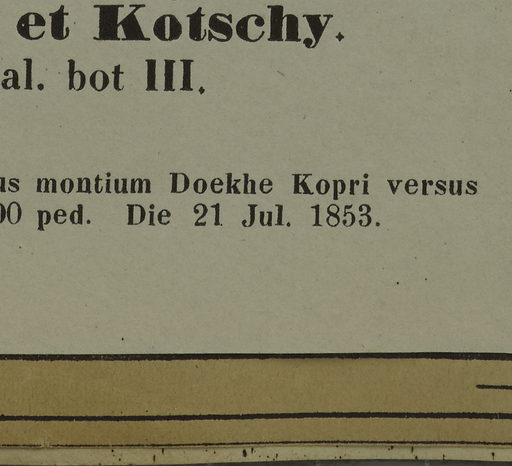 et Kotschy.
al. bot III.
us montium Doekhe Kopri versus
00 ped. Die 21 Jul. 1853.